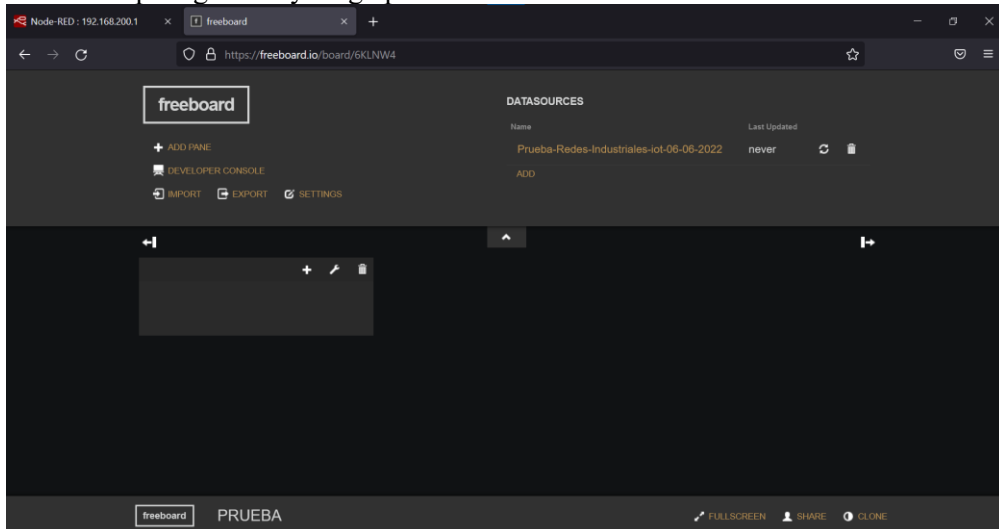 Node-RED : 192.168.200.1
freeboard
https://freeboard.io/board/6KLNW4
freeboard
ADD PANE
DEVELOPER CONSOLE
IMPORT EXPORT SETTINGS
DATASOURCES
Name Last Updated
Prueba-Redes-Industriales-iot-06-06-2022 never
ADD
freeboard PRUEBA FULLSCREEN SHARE CLONE